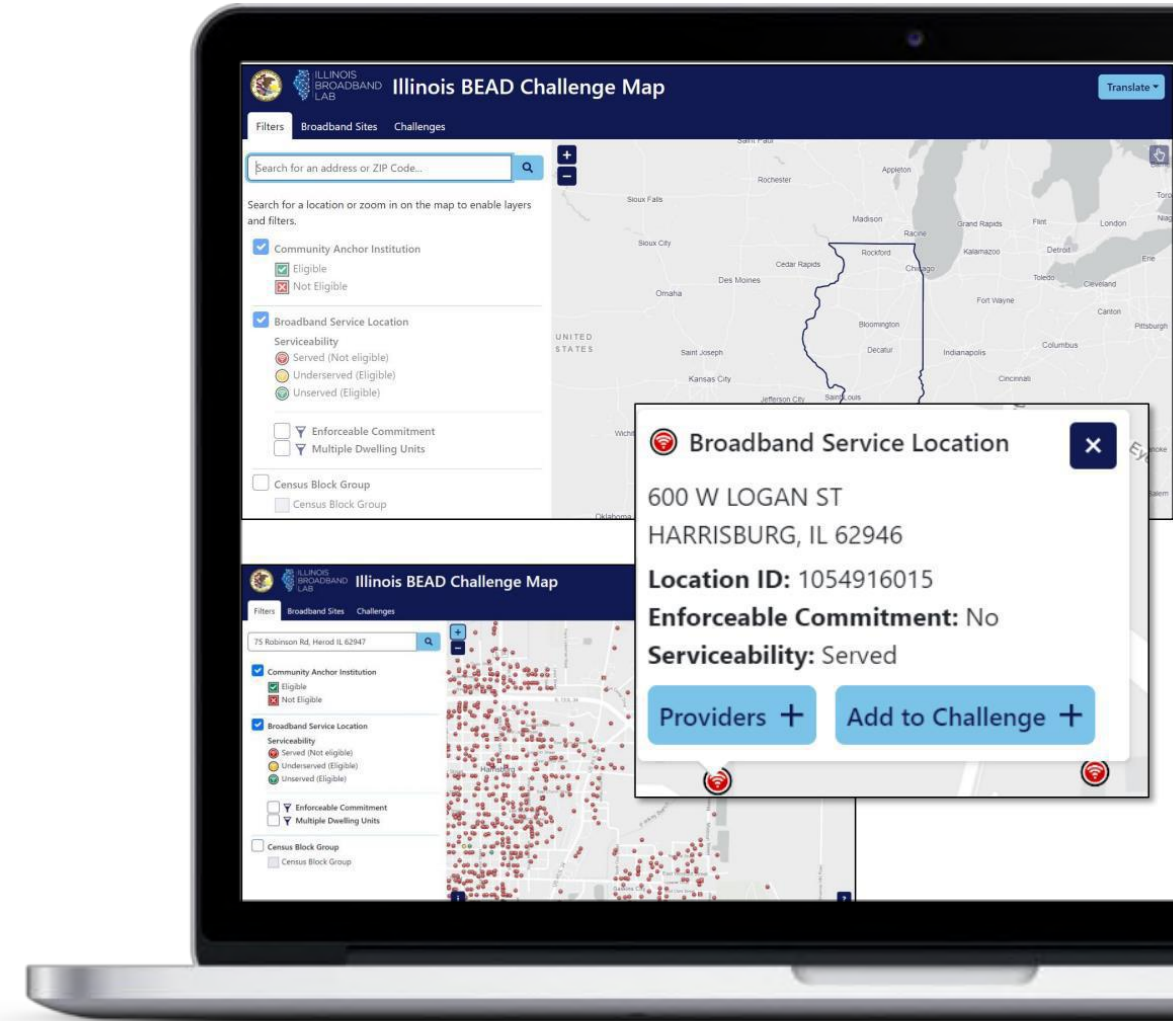 ILLINOIS
BROADBAND
LAB
Illinois BEAD Challenge Map
Translate
Filters Broadband Sites Challenges
Search for an address or ZIP Code...
Search for a location or zoom in on the map to enable layers
and filters.
Community Anchor Institution
Eligible
Not Eligible
Broadband Service Location
Serviceability
Served (Not eligible)
Underserved (Eligible)
Unserved (Eligible)
Enforceable Commitment
Multiple Dwelling Units
Census Block Group
Census Block Group
Saint Paul
Rochester
Appleton
Sioux Falls
Madison
Racine
Grand Rapids
Flint
London
Sioux City
Rockford
Chicago
Kalamazoo
Detroit
Erie
Cedar Rapids
Des Moines
Toledo
Cleveland
Omaha
Fort Wayne
Canton
Bloomington
Pittsburgh
UNITED
STATES
Saint Joseph
Decatur
Indianapolis
Columbus
Kansas City
Cincinnati
Jefferson City
Saint Louis
Oklahoma
Broadband Service Location
600 W LOGAN ST
HARRISBURG, IL 62946
Location ID: 1054916015
Enforceable Commitment: No
Serviceability: Served
Providers +
Add to Challenge +
ILLINOIS
BROADBAND
LAB
Illinois BEAD Challenge Map
Filters Broadband Sites Challenges
75 Robinson Rd, Herod IL 62947
Community Anchor Institution
Eligible
Not Eligible
Broadband Service Location
Serviceability
Served (Not eligible)
Underserved (Eligible)
Unserved (Eligible)
Enforceable Commitment
Multiple Dwelling Units
Census Block Group
Census Block Group
Harrisburg